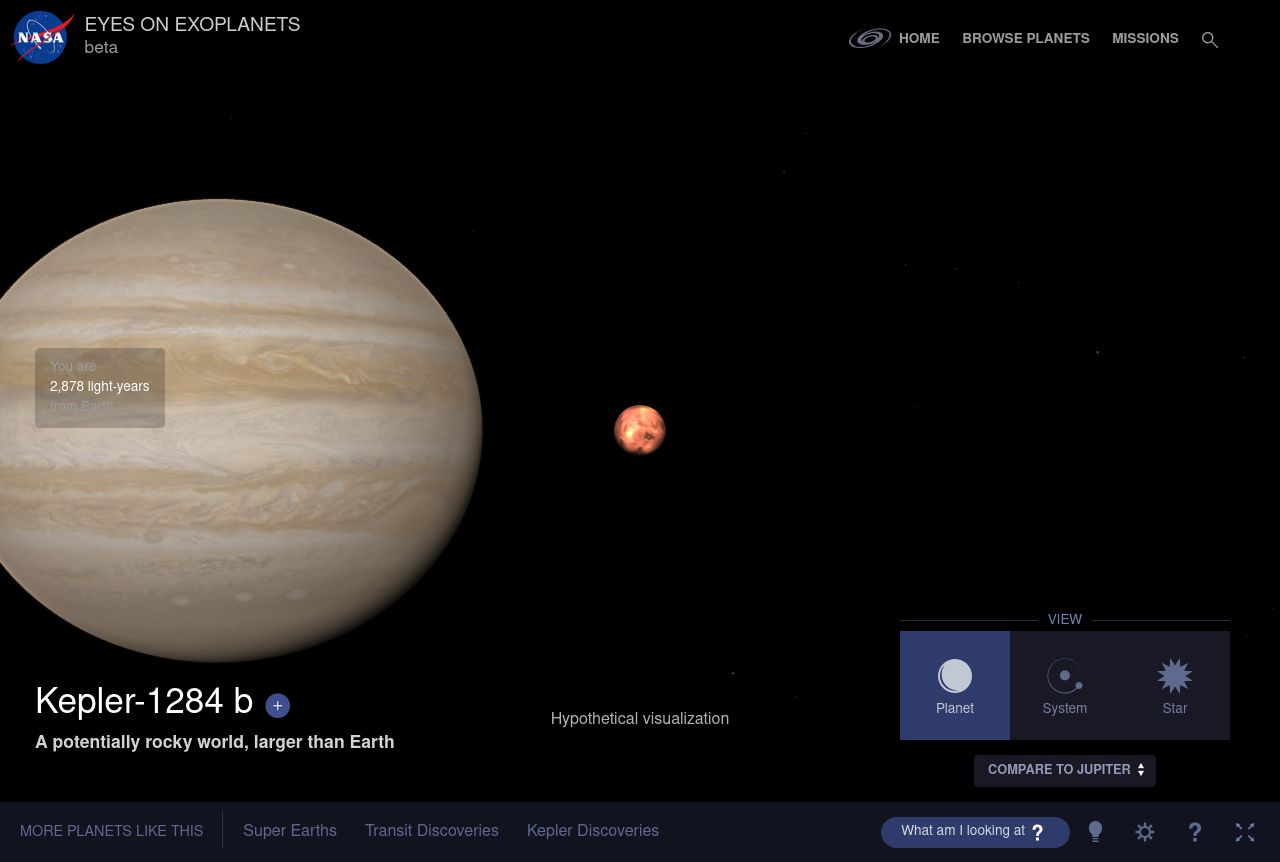 NASA
EYES ON EXOPLANETS
beta
HOME
BROWSE PLANETS
MISSIONS
You are
2,878 light-years
from Earth
Kepler-1284 b +
A potentially rocky world, larger than Earth
Hypothetical visualization
VIEW
Planet
System
Star
COMPARE TO JUPITER
MORE PLANETS LIKE THIS
Super Earths
Transit Discoveries
Kepler Discoveries
What am I looking at ?
?